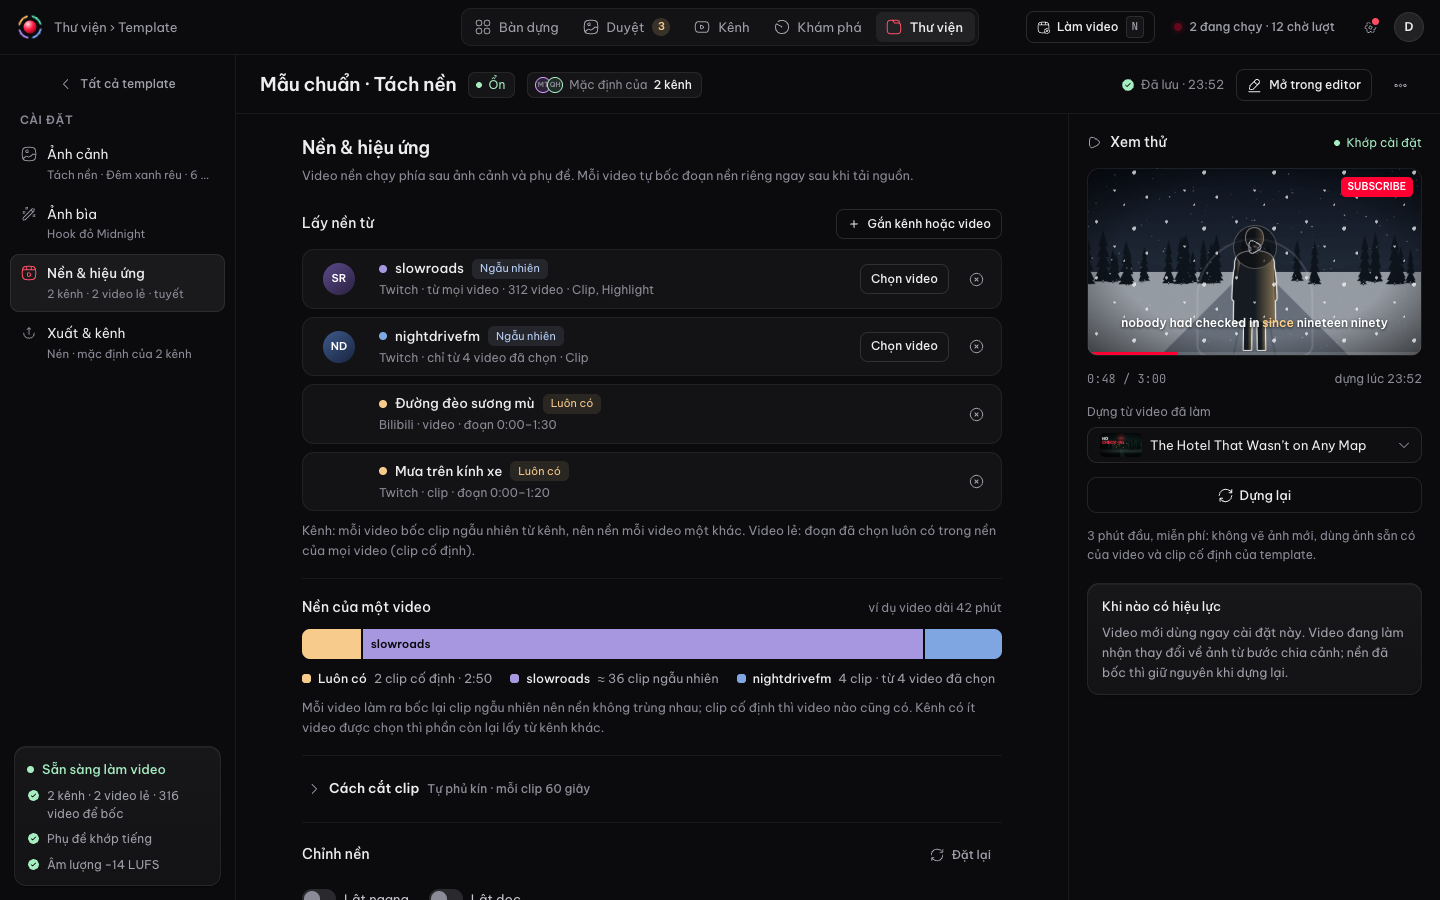 Thư viện › Template
Bàn dựng
Duyệt 3
Kênh
Khám phá
Thư viện
Làm video N
2 đang chạy · 12 chờ lượt
D
Tất cả template
CÀI ĐẶT
Ảnh cảnh
Tách nền · Đêm xanh rêu · 6 ...
Ảnh bìa
Hook đỏ Midnight
Nền & hiệu ứng
2 kênh · 2 video lẻ · tuyết
Xuất & kênh
Nén · mặc định của 2 kênh
Sẵn sàng làm video
2 kênh · 2 video lẻ · 316
video để bốc
Phụ đề khớp tiếng
Âm lượng -14 LUFS
Mẫu chuẩn · Tách nền
Ổn
Mặc định của 2 kênh
Đã lưu · 23:52
Mở trong editor
Nền & hiệu ứng
Video nền chạy phía sau ảnh cảnh và phụ đề. Mỗi video tự bốc đoạn nền riêng ngay sau khi tải nguồn.
Lấy nền từ
+ Gắn kênh hoặc video
SR
slowroads Ngẫu nhiên
Twitch · từ mọi video · 312 video · Clip, Highlight
Chọn video
ND
nightdrivefm Ngẫu nhiên
Twitch · chỉ từ 4 video đã chọn · Clip
Chọn video
Đường đèo sương mù Luôn có
Bilibili · video · đoạn 0:00–1:30
Mưa trên kính xe Luôn có
Twitch · clip · đoạn 0:00–1:20
Kênh: mỗi video bốc clip ngẫu nhiên từ kênh, nên nền mỗi video một khác. Video lẻ: đoạn đã chọn luôn có trong nền
của mọi video (clip cố định).
Nền của một video
ví dụ video dài 42 phút
slowroads
Luôn có 2 clip cố định · 2:50
slowroads ≈ 36 clip ngẫu nhiên
nightdrivefm 4 clip · từ 4 video đã chọn
Mỗi video làm ra bốc lại clip ngẫu nhiên nên nền không trùng nhau; clip cố định thì video nào cũng có. Kênh có ít
video được chọn thì phần còn lại lấy từ kênh khác.
Cách cắt clip Tự phủ kín · mỗi clip 60 giây
Chỉnh nền
Đặt lại
Lật ngang
Lật dọc
Xem thử
Khớp cài đặt
SUBSCRIBE
nobody had checked in since nineteen ninety
0:48 / 3:00
dựng lúc 23:52
Dựng từ video đã làm
The Hotel That Wasn’t on Any Map
Dựng lại
3 phút đầu, miễn phí: không vẽ ảnh mới, dùng ảnh sẵn có
của video và clip cố định của template.
Khi nào có hiệu lực
Video mới dùng ngay cài đặt này. Video đang làm
nhận thay đổi về ảnh từ bước chia cảnh; nền đã
bốc thì giữ nguyên khi dựng lại.